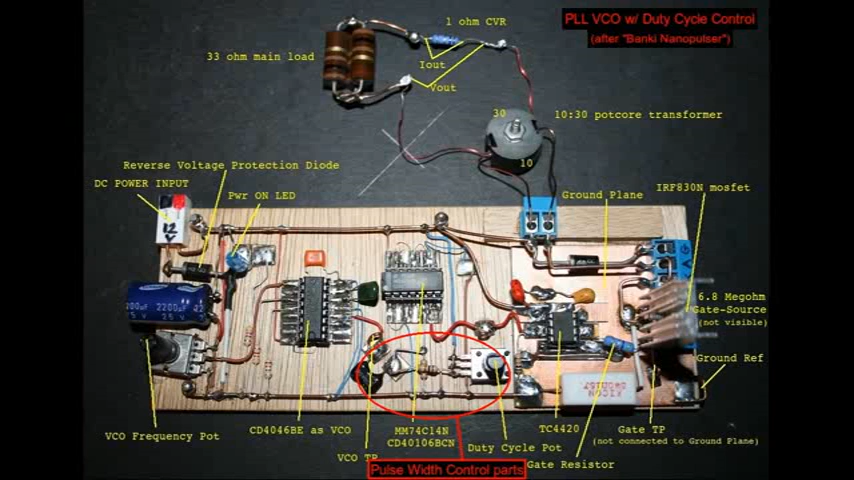 PLL VCO w/ Duty Cycle Control
(after "Banki Nanopulser")
1 ohm CVR
33 ohm main load
Iout
Vout
30
10:30 potcore transformer
10
Reverse Voltage Protection Diode
DC POWER INPUT
Pwr ON LED
Ground Plane
IRF830N mosfet
12
V
2200µF
25 V
6.8 Megohm
Gate-Source
(not visible)
Ground Ref
VCO Frequency Pot
CD4046BE as VCO
VCO TP
MM74C14N
CD40106BCN
Duty Cycle Pot
TC4420
Gate Resistor
Gate TP
(not connected to Ground Plane)
Pulse Width Control parts